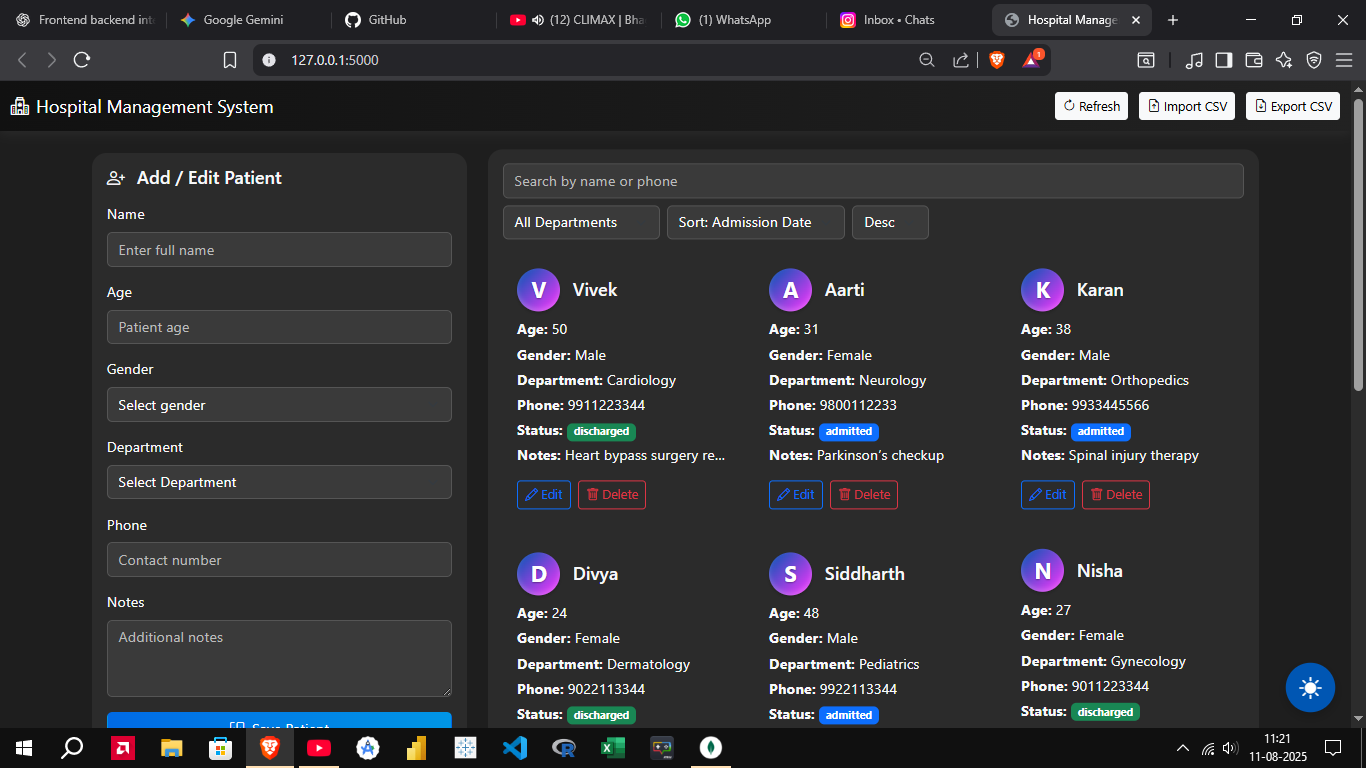 Frontend backend int
Google Gemini
GitHub
(12) CLIMAX | Bha
(1) WhatsApp
Inbox • Chats
Hospital Manage
127.0.0.1:5000
1
Hospital Management System
Refresh
Import CSV
Export CSV
Add / Edit Patient
Name
Enter full name
Age
Patient age
Gender
Select gender
Department
Select Department
Phone
Contact number
Notes
Additional notes
Save Patient
Search by name or phone
All Departments
Sort: Admission Date
Desc
V Vivek
Age: 50
Gender: Male
Department: Cardiology
Phone: 9911223344
Status: discharged
Notes: Heart bypass surgery re...
Edit
Delete
A Aarti
Age: 31
Gender: Female
Department: Neurology
Phone: 9800112233
Status: admitted
Notes: Parkinson’s checkup
Edit
Delete
K Karan
Age: 38
Gender: Male
Department: Orthopedics
Phone: 9933445566
Status: admitted
Notes: Spinal injury therapy
Edit
Delete
D Divya
Age: 24
Gender: Female
Department: Dermatology
Phone: 9022113344
Status: discharged
S Siddharth
Age: 48
Gender: Male
Department: Pediatrics
Phone: 9922113344
Status: admitted
N Nisha
Age: 27
Gender: Female
Department: Gynecology
Phone: 9011223344
Status: discharged
11:21
11-08-2025